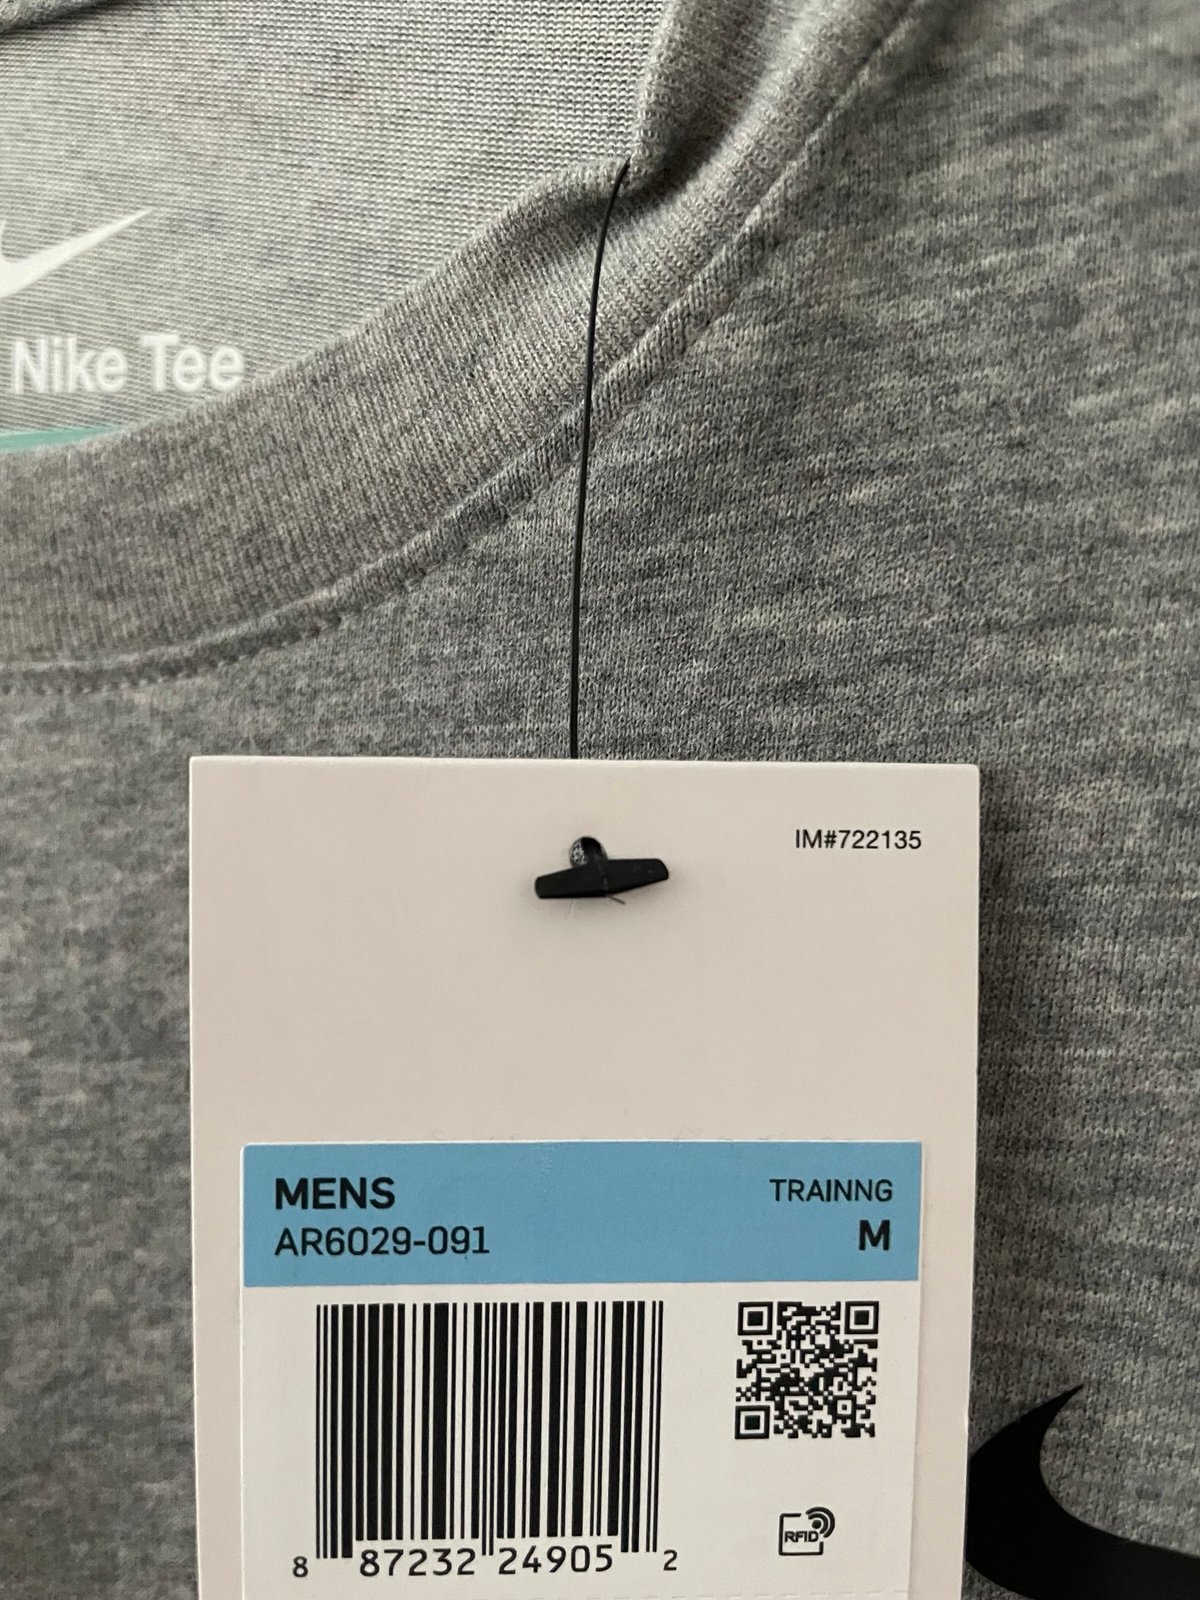 Nike Tee
IM#722135
MENS
TRAINNG
AR6029-091
M
8 87232 24905 2
RFID